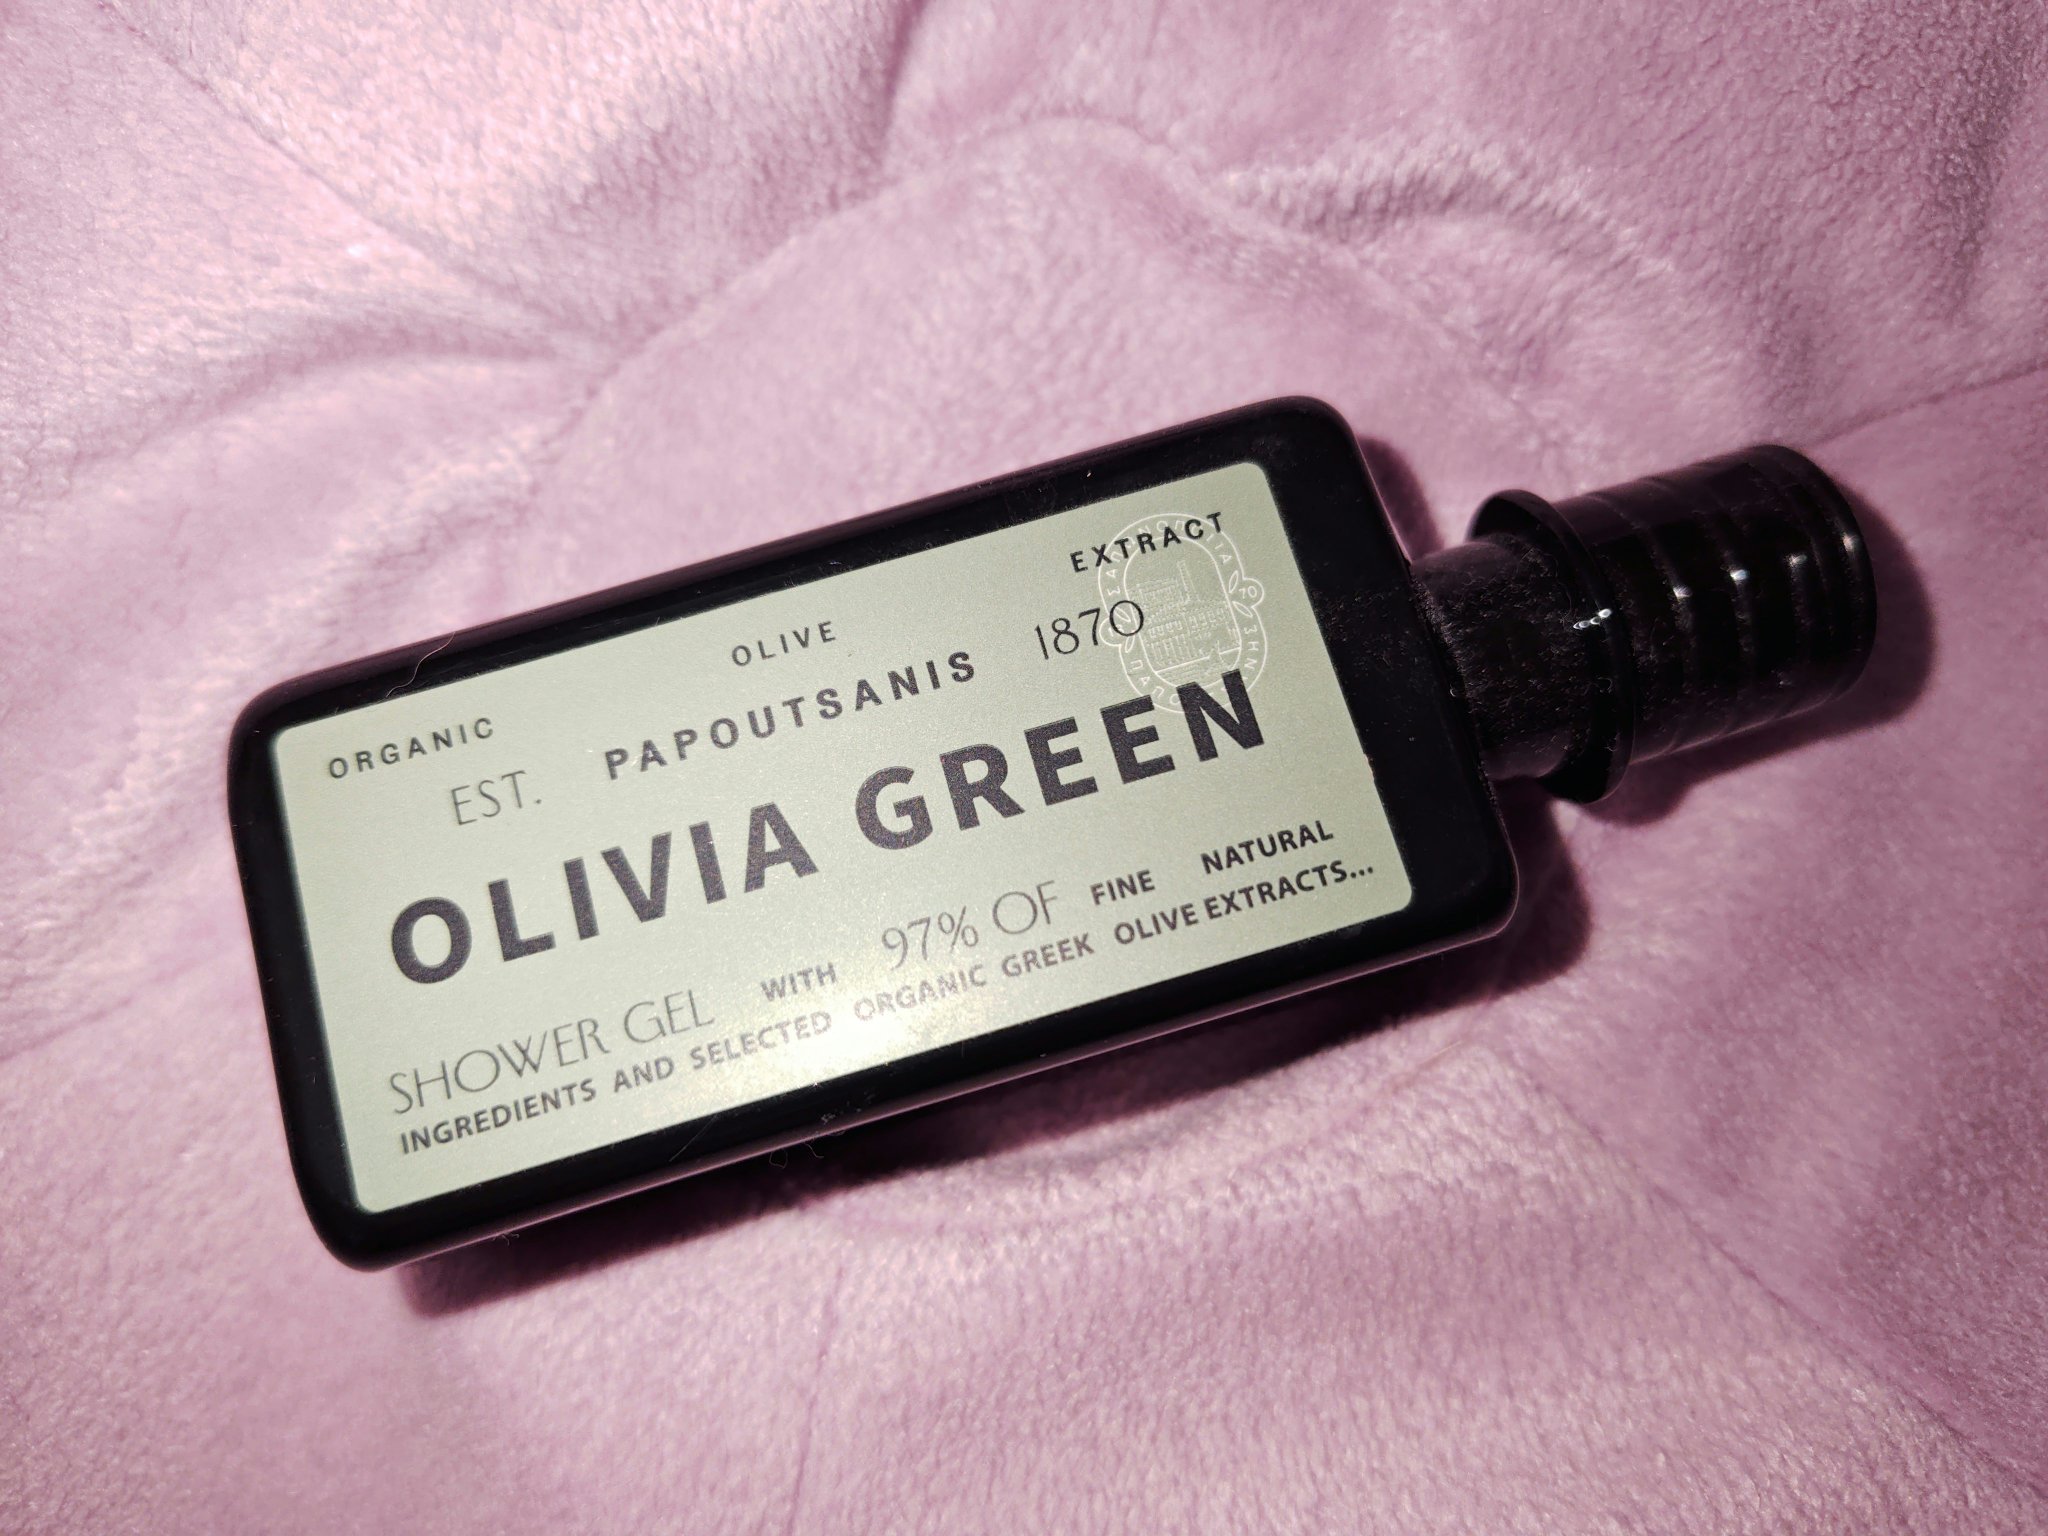 ORGANIC OLIVE EXTRACT
EST. PAPOUTSANIS 1870
OLIVIA GREEN
SHOWER GEL WITH 97% OF FINE NATURAL
INGREDIENTS AND SELECTED ORGANIC GREEK OLIVE EXTRACTS...